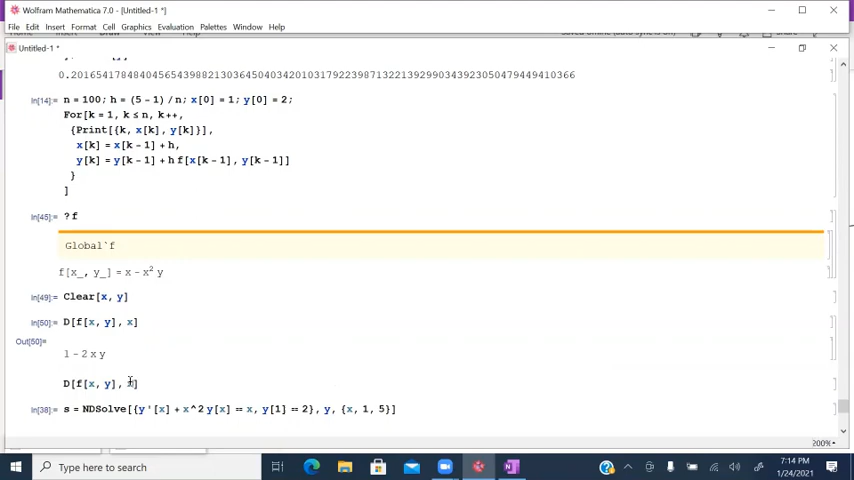 Wolfram Mathematica 7.0 - [Untitled-1 *]
File Edit Insert Format Cell Graphics Evaluation Palettes Window Help
Untitled-1 *
0.20165417848404565439882130364504034201031792239871322139299034392305047944941036​6
In[14]:= n = 100; h = (5 - 1) / n; x[0] = 1; y[0] = 2;
For[k = 1, k ≤ n, k++,
{Print[{k, x[k], y[k]}],
x[k] = x[k - 1] + h,
y[k] = y[k - 1] + h f[x[k - 1], y[k - 1]]
}
]
In[45]:= ? f
Global`f
f[x_, y_] = x - x² y
In[49]:= Clear[x, y]
In[50]:= D[f[x, y], x]
Out[50]=
1 - 2 x y
D[f[x, y], x]
In[38]:= s = NDSolve[{y'[x] + x^2 y[x] == x, y[1] == 2}, y, {x, 1, 5}]
200%
Type here to search
7:14 PM
1/24/2021